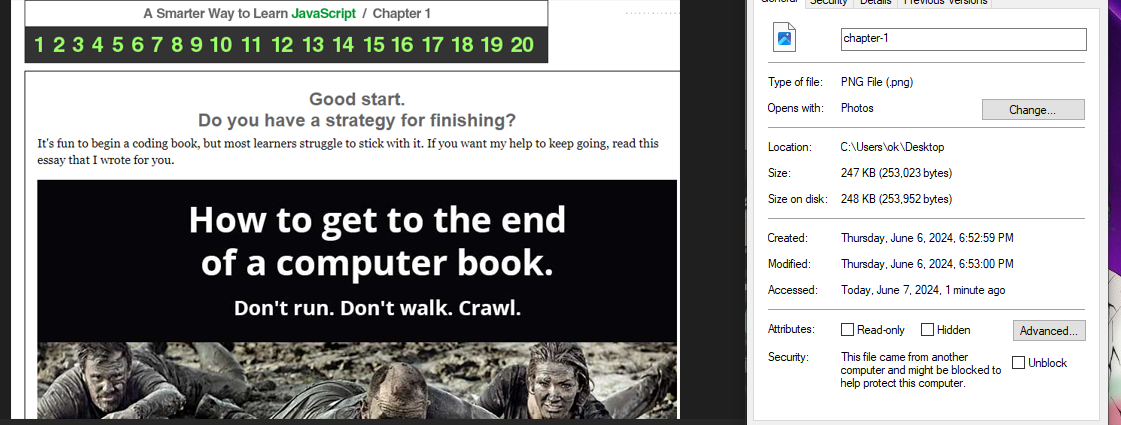 A Smarter Way to Learn JavaScript / Chapter 1
1 2 3 4 5 6 7 8 9 10 11 12 13 14 15 16 17 18 19 20
Good start.
Do you have a strategy for finishing?
It's fun to begin a coding book, but most learners struggle to stick with it. If you want my help to keep going, read this
essay that I wrote for you.
How to get to the end
of a computer book.
Don't run. Don't walk. Crawl.
General Security Details Previous Versions
chapter-1
Type of file: PNG File (.png)
Opens with: Photos Change...
Location: C:\Users\ok\Desktop
Size: 247 KB (253,023 bytes)
Size on disk: 248 KB (253,952 bytes)
Created: Thursday, June 6, 2024, 6:52:59 PM
Modified: Thursday, June 6, 2024, 6:53:00 PM
Accessed: Today, June 7, 2024, 1 minute ago
Attributes: Read-only Hidden Advanced...
Security: This file came from another
computer and might be blocked to
help protect this computer.
Unblock